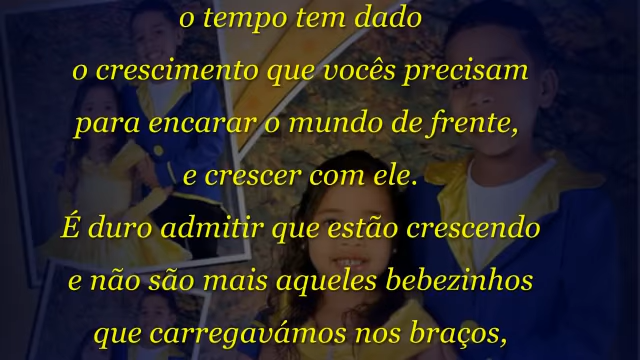 o tempo tem dado
o crescimento que vocês precisam
para encarar o mundo de frente,
e crescer com ele.
É duro admitir que estão crescendo
e não são mais aqueles bebezinhos
que carregavámos nos braços,